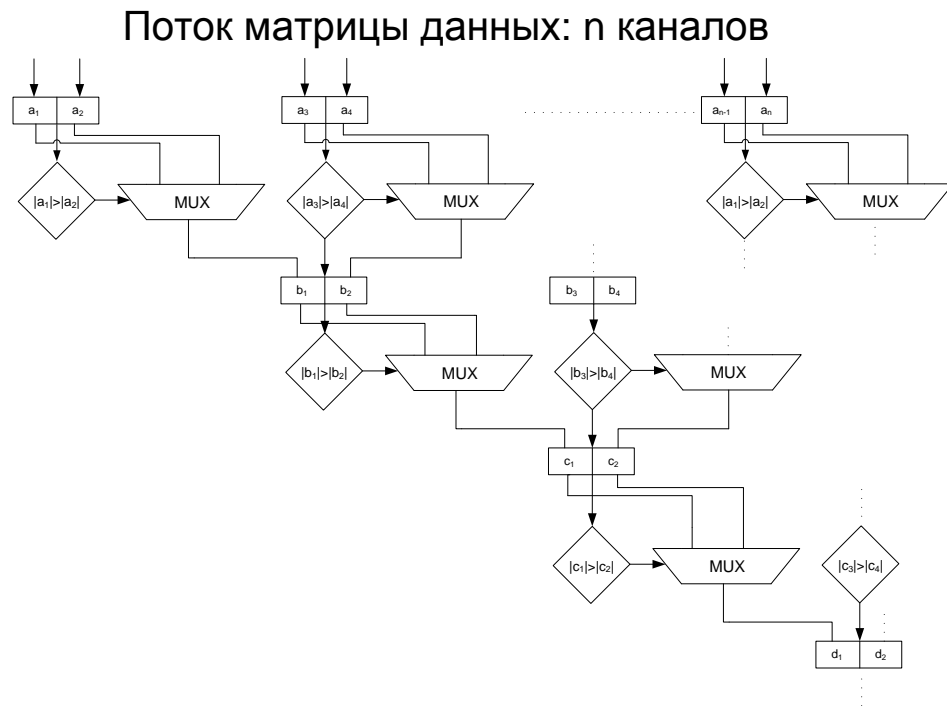 Поток матрицы данных: n каналов
a₁ a₂ a₃ a₄ aₙ₋₁ aₙ
|a₁|>|a₂| MUX |a₃|>|a₄| MUX |a₁|>|a₂| MUX
b₁ b₂ b₃ b₄
|b₁|>|b₂| MUX |b₃|>|b₄| MUX
c₁ c₂
|c₁|>|c₂| MUX |c₃|>|c₄|
d₁ d₂